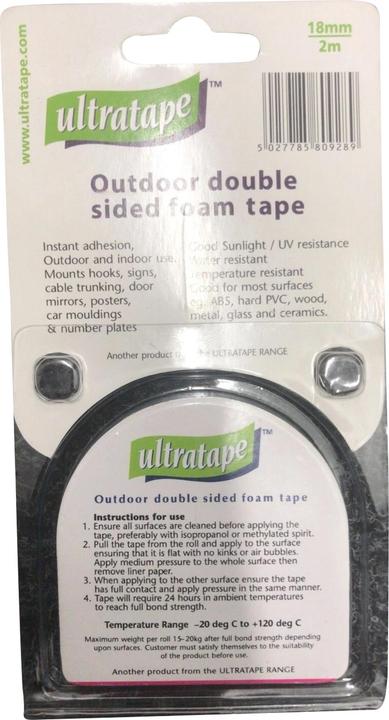 www.ultratape.com
18mm
2m
ultratape™
5 027785 809289
Outdoor double
sided foam tape
Instant adhesion,
Outdoor and indoor use.
Mounts hooks, signs,
cable trunking, door
mirrors, posters,
car mouldings
& number plates
Good Sunlight / UV resistance
Water resistant
Temperature resistant
Good for most surfaces
eg. ABS, hard PVC, wood,
metal, glass and ceramics.
Another product the ULTRATAPE RANGE
ultratape™
Outdoor double sided foam tape
Instructions for use
1. Ensure all surfaces are cleaned before applying the
tape, preferably with isopropanol or methylated spirit.
2. Pull the tape from the roll and apply to the surface
ensuring that it is flat with no kinks or air bubbles.
Apply medium pressure to the whole surface then
remove liner paper.
3. When applying to the other surface ensure the tape
has full contact and apply pressure in the same manner.
4. Tape will require 24 hours in ambient temperatures
to reach full bond strength.
Temperature Range –20 deg C to +120 deg C
Maximum weight per roll 15–20kg after full bond strength depending
upon surfaces. Customer must satisfy themselves to the suitability
of the product before use.
Another product from the ULTRATAPE RANGE